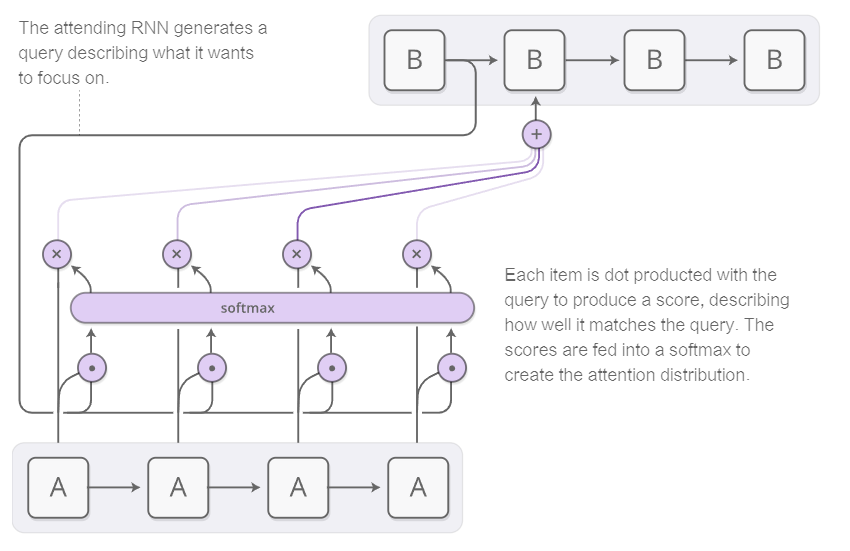 The attending RNN generates a
query describing what it wants
to focus on.
B
B
B
B
+
×
×
×
×
softmax
Each item is dot producted with the
query to produce a score, describing
how well it matches the query. The
scores are fed into a softmax to
create the attention distribution.
A
A
A
A